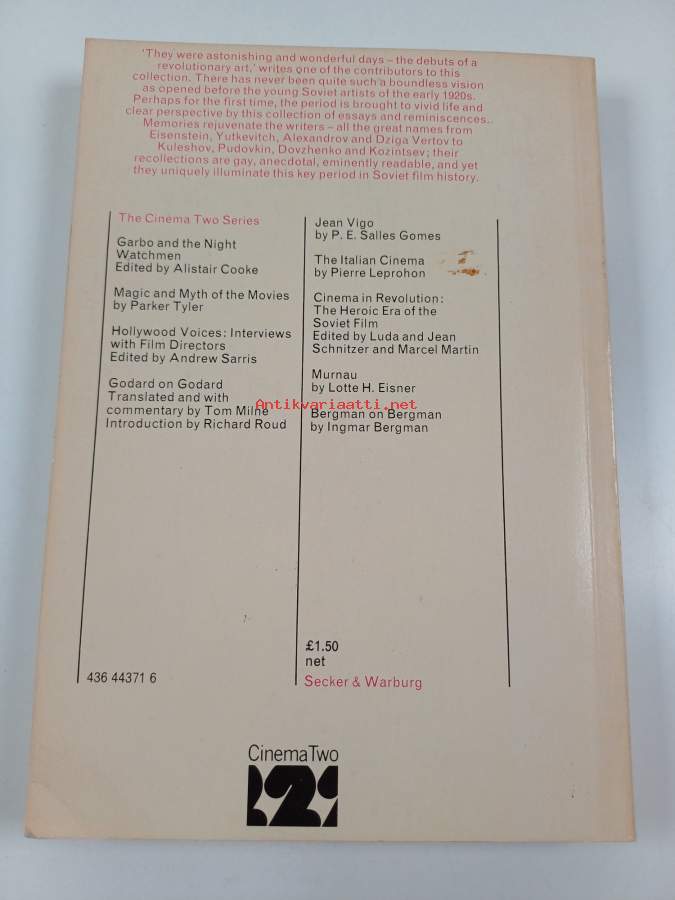 'They were astonishing and wonderful days – the debuts of a
revolutionary art,' writes one of the contributors to this
collection. There has never been quite such a boundless vision
as opened before the young Soviet artists of the early 1920s.
Perhaps for the first time, the period is brought to vivid life and
clear perspective by this collection of essays and reminiscences..
Memories rejuvenate the writers – all the great names from
Eisenstein, Yutkevitch, Alexandrov and Dziga Vertov to
Kuleshov, Pudovkin, Dovzhenko and Kozintsev; their
recollections are gay, anecdotal, eminently readable, and yet
they uniquely illuminate this key period in Soviet film history.
The Cinema Two Series
Garbo and the Night
Watchmen
Edited by Alistair Cooke
Magic and Myth of the Movies
by Parker Tyler
Hollywood Voices: Interviews
with Film Directors
Edited by Andrew Sarris
Godard on Godard
Translated and with
commentary by Tom Milne
Introduction by Richard Roud
Jean Vigo
by P. E. Salles Gomes
The Italian Cinema
by Pierre Leprohon
Cinema in Revolution:
The Heroic Era of the
Soviet Film
Edited by Luda and Jean
Schnitzer and Marcel Martin
Murnau
by Lotte H. Eisner
Antikvariaatti.net
Bergman on Bergman
by Ingmar Bergman
436 44371 6
£1.50
net
Secker & Warburg
Cinema Two
222